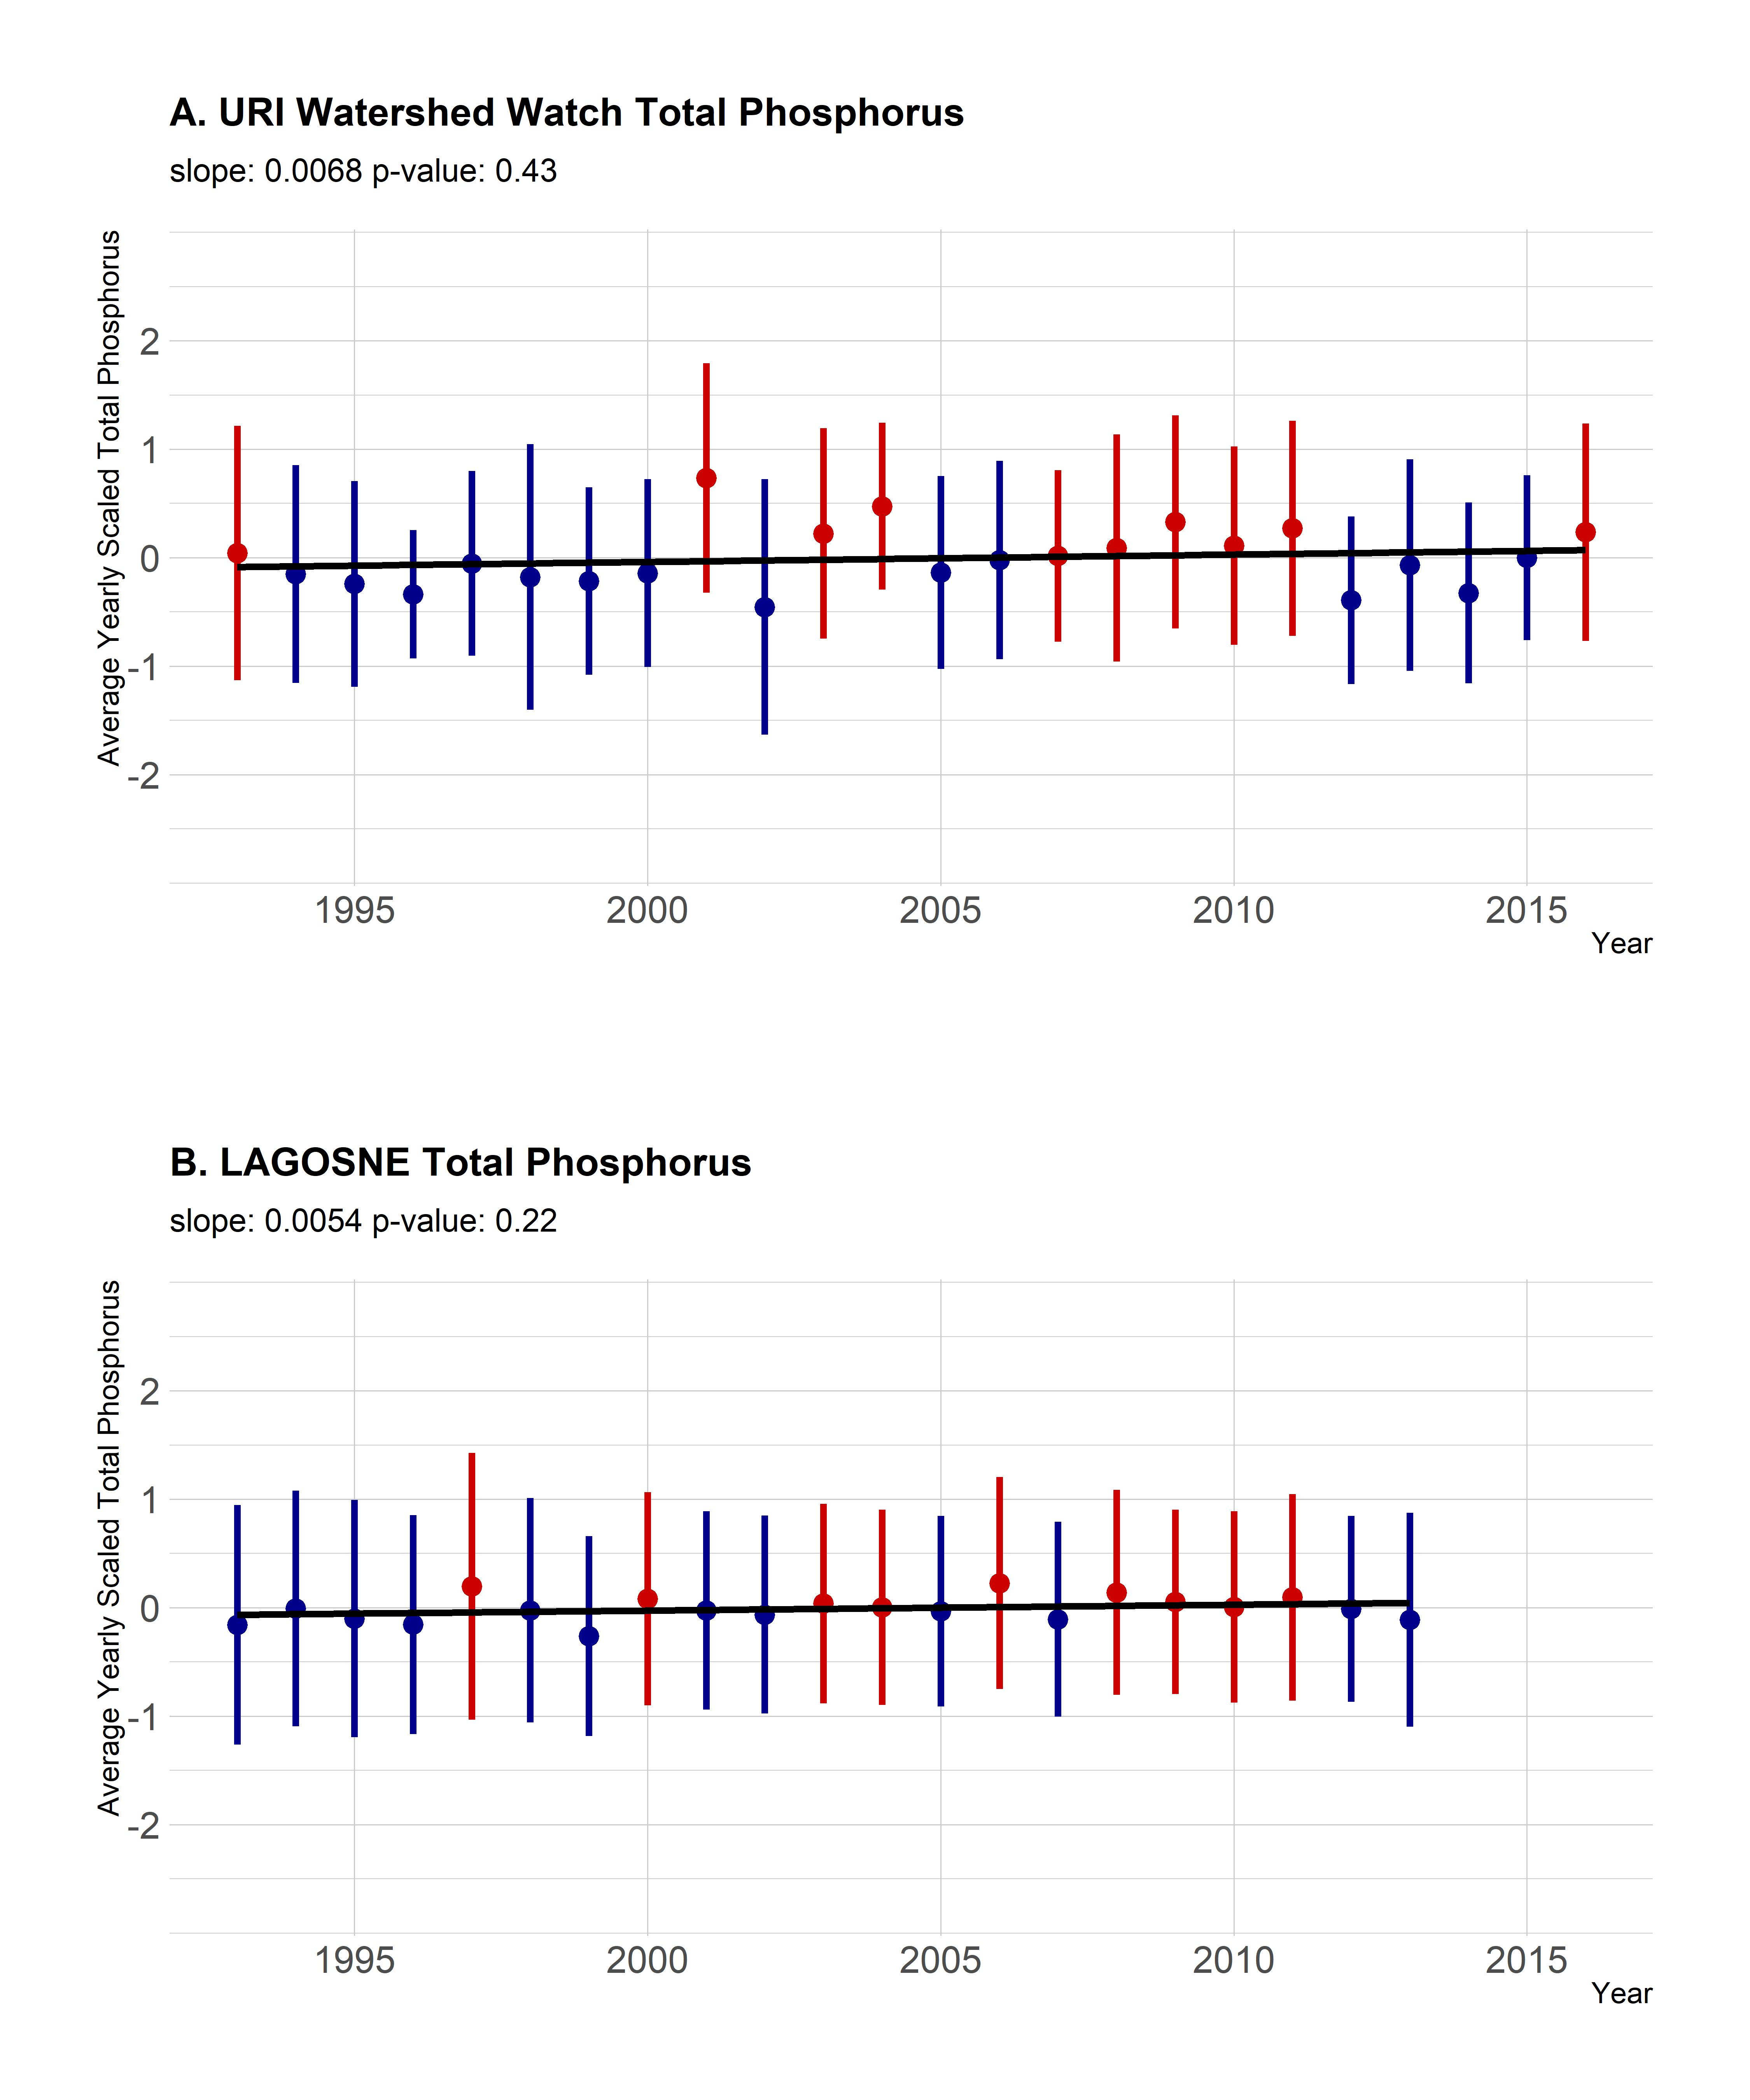 A. URI Watershed Watch Total Phosphorus
slope: 0.0068 p-value: 0.43
Average Yearly Scaled Total Phosphorus
2
1
0
-1
-2
1995 2000 2005 2010 2015
Year
B. LAGOSNE Total Phosphorus
slope: 0.0054 p-value: 0.22
Average Yearly Scaled Total Phosphorus
2
1
0
-1
-2
1995 2000 2005 2010 2015
Year